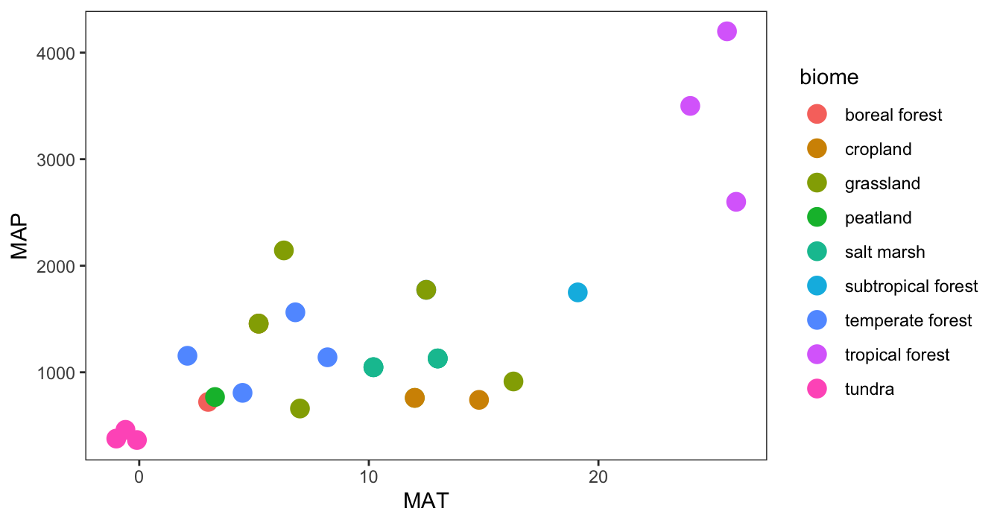 4000
3000
2000
1000
MAP
0 10 20
MAT
biome
boreal forest
cropland
grassland
peatland
salt marsh
subtropical forest
temperate forest
tropical forest
tundra